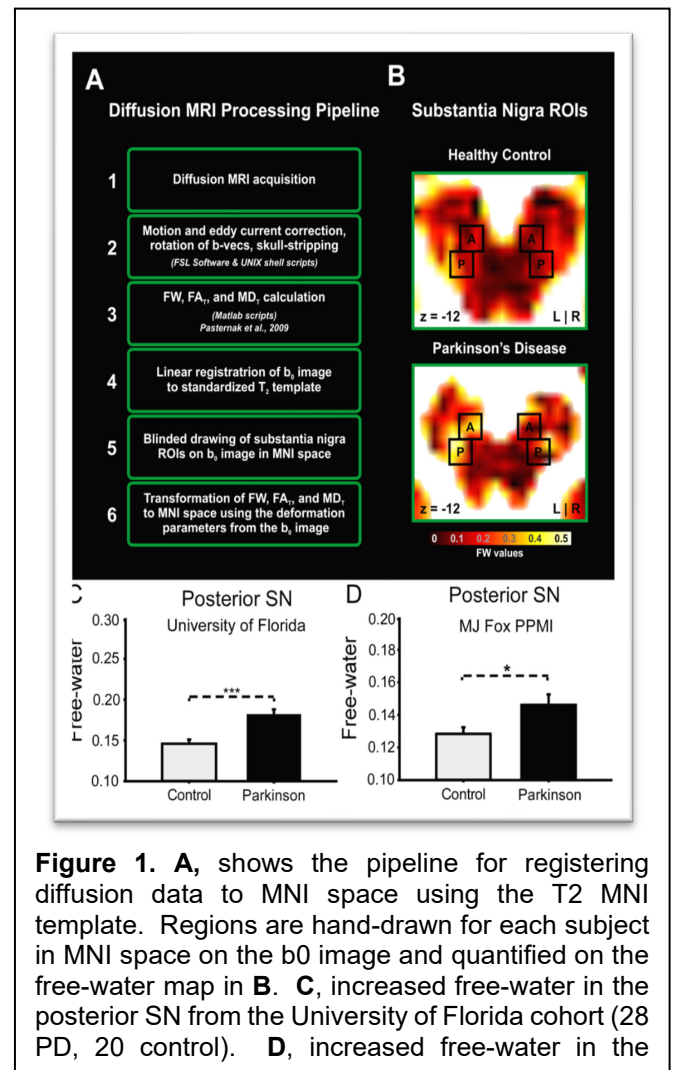 A
Diffusion MRI Processing Pipeline
1
Diffusion MRI acquisition
2
Motion and eddy current correction,
rotation of b-vecs, skull-stripping
(FSL Software & UNIX shell scripts)
3
FW, FA_T, and MD_T calculation
(Matlab scripts)
Pasternak et al., 2009
4
Linear registratrion of b₀ image
to standardized T₂ template
5
Blinded drawing of substantia nigra
ROIs on b₀ image in MNI space
6
Transformation of FW, FA_T, and MD_T
to MNI space using the deformation
parameters from the b₀ image
B
Substantia Nigra ROIs
Healthy Control
A A
P P
z = -12 L | R
Parkinson's Disease
A A
P P
z = -12 L | R
0 0.1 0.2 0.3 0.4 0.5
FW values
C
Posterior SN
University of Florida
Free-water
0.30
0.25
0.20
0.15
0.10
***
Control Parkinson
D
Posterior SN
MJ Fox PPMI
Free-water
0.20
0.18
0.16
0.14
0.12
0.10
*
Control Parkinson
Figure 1. A, shows the pipeline for registering
diffusion data to MNI space using the T2 MNI
template. Regions are hand-drawn for each subject
in MNI space on the b0 image and quantified on the
free-water map in B. C, increased free-water in the
posterior SN from the University of Florida cohort (28
PD, 20 control). D, increased free-water in the